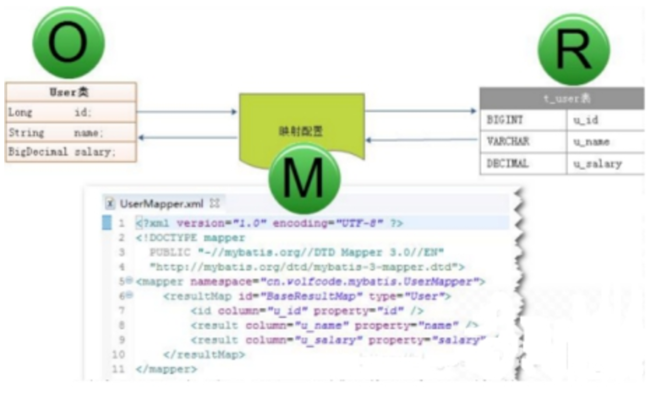 O
R
User类
Long id;
String name;
BigDecimal salary;
映射配置
M
t_user表
BIGINT u_id
VARCHAR u_name
DECIMAL u_salary
UserMapper.xml
1 <?xml version="1.0" encoding="UTF-8" ?>
2 <!DOCTYPE mapper
3 PUBLIC "-//mybatis.org//DTD Mapper 3.0//EN"
4 "http://mybatis.org/dtd/mybatis-3-mapper.dtd">
5 <mapper namespace="cn.wolfcode.mybatis.UserMapper">
6 <resultMap id="BaseResultMap" type="User">
7 <id column="u_id" property="id" />
8 <result column="u_name" property="name" />
9 <result column="u_salary" property="salary"
10 </resultMap>
11 </mapper>